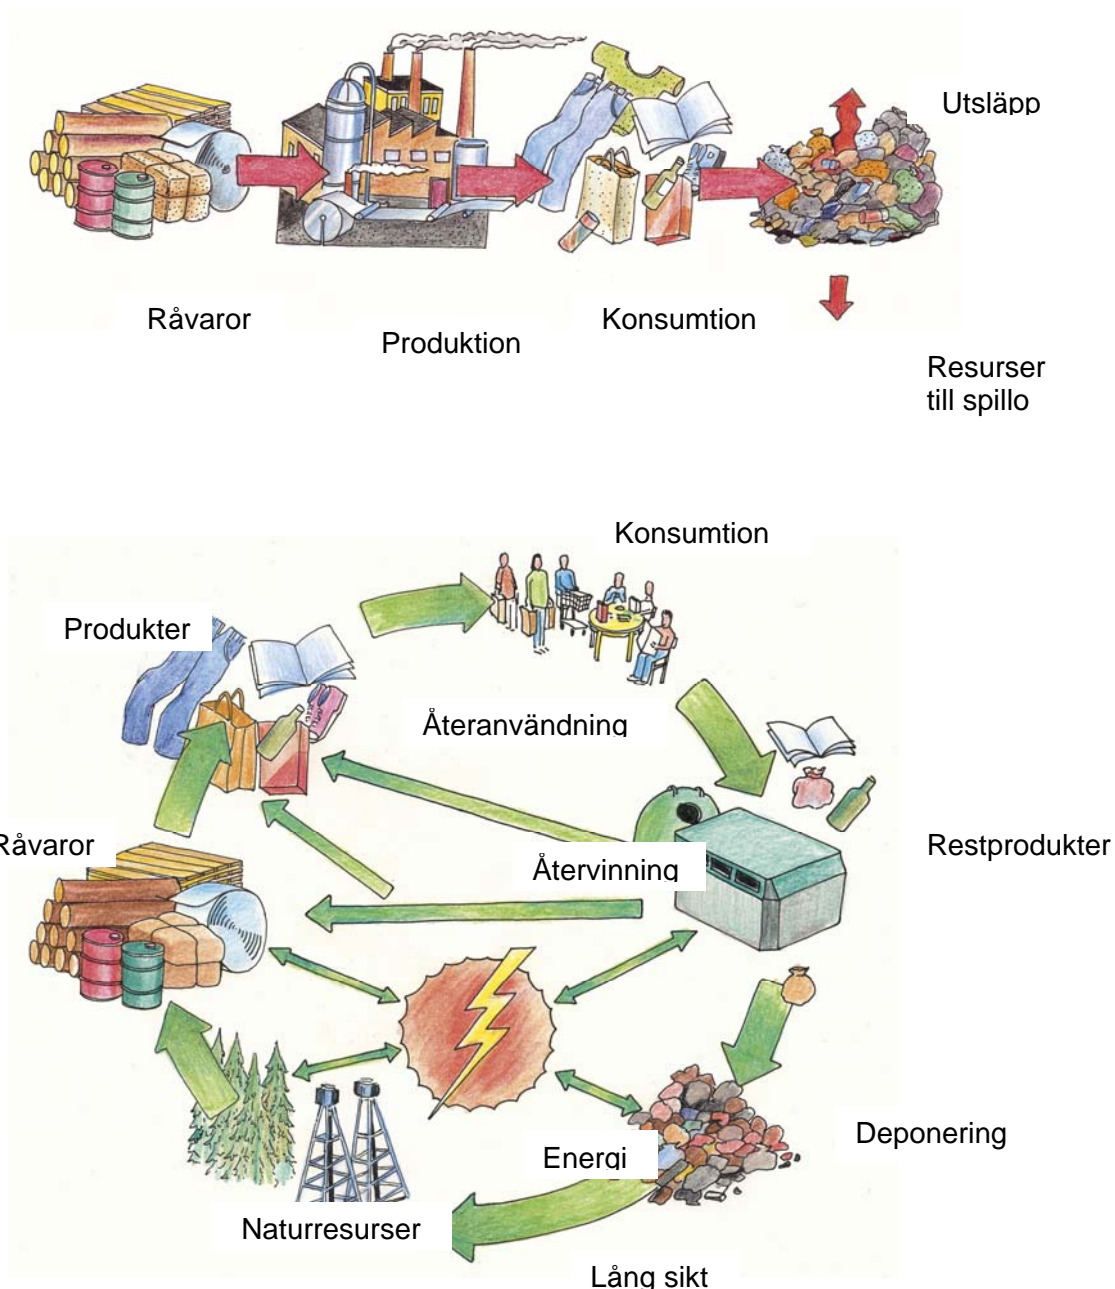 Utsläpp
Råvaror
Produktion
Konsumtion
Resurser
till spillo
Konsumtion
Produkter
Återanvändning
Råvaror
Återvinning
Restprodukter
Energi
Deponering
Naturresurser
Lång sikt